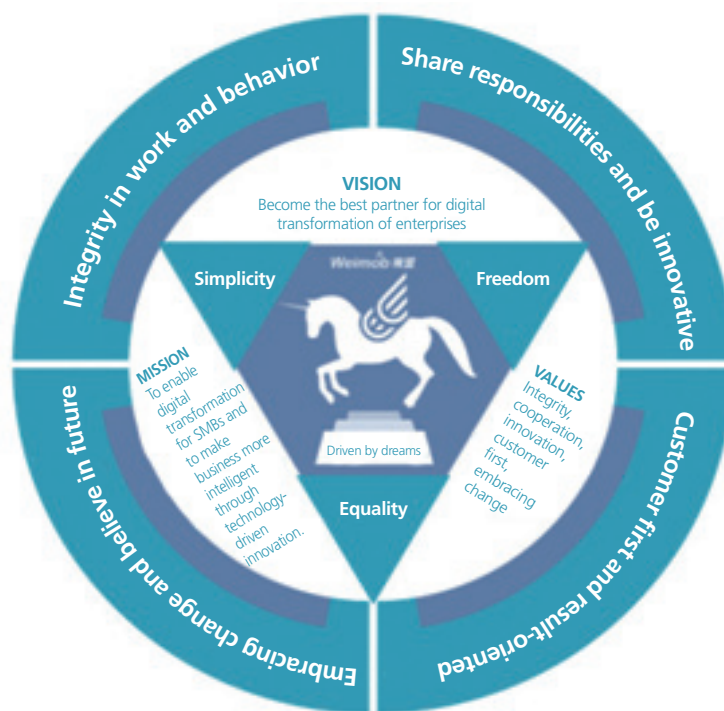 Integrity in work and behavior
Share responsibilities and be innovative
VISION
Become the best partner for digital
transformation of enterprises
Weimob 微盟
Simplicity
Freedom
MISSION
To enable
digital
transformation
for SMBs and
to make
business more
intelligent
through
technology-
driven
innovation.
VALUES
Integrity,
cooperation,
innovation,
customer
first,
embracing
change
Driven by dreams
Equality
Embracing change and believe in future
Customer first and result-oriented